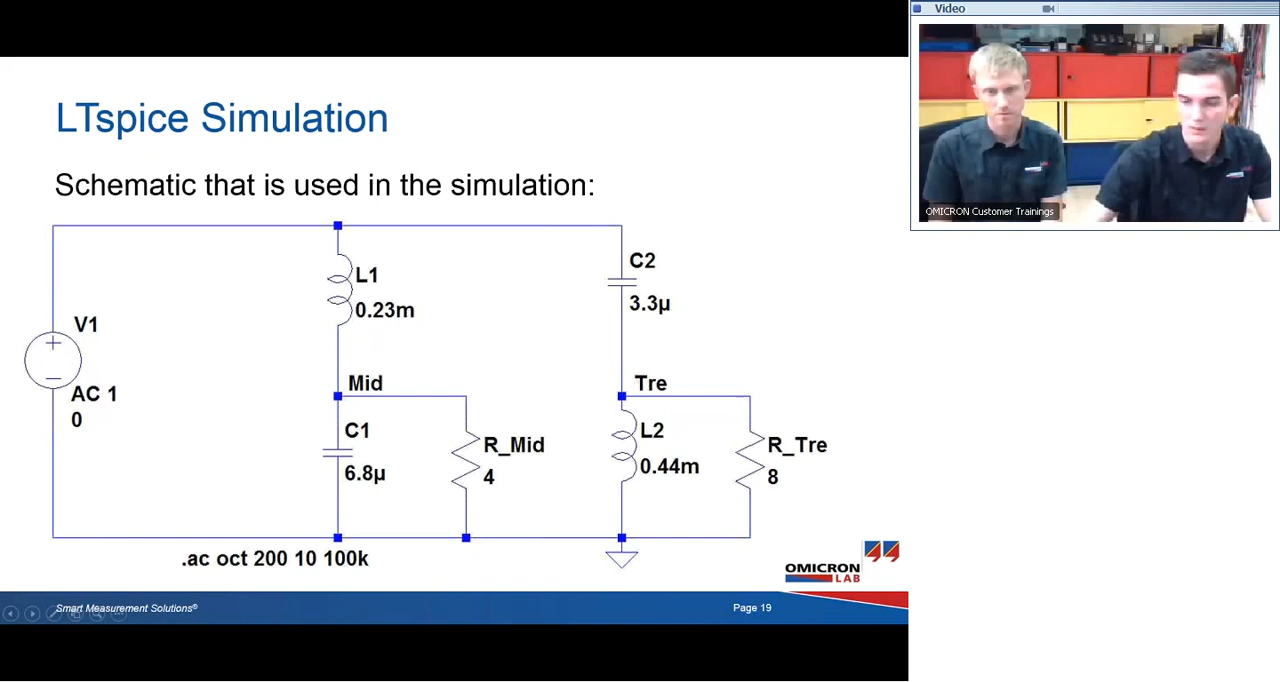 Video
OMICRON Customer Trainings
LTspice Simulation
Schematic that is used in the simulation:
V1
AC 1
0
L1
0.23m
Mid
C1
6.8µ
R_Mid
4
C2
3.3µ
Tre
L2
0.44m
R_Tre
8
.ac oct 200 10 100k
OMICRON
LAB
Smart Measurement Solutions®
Page 19